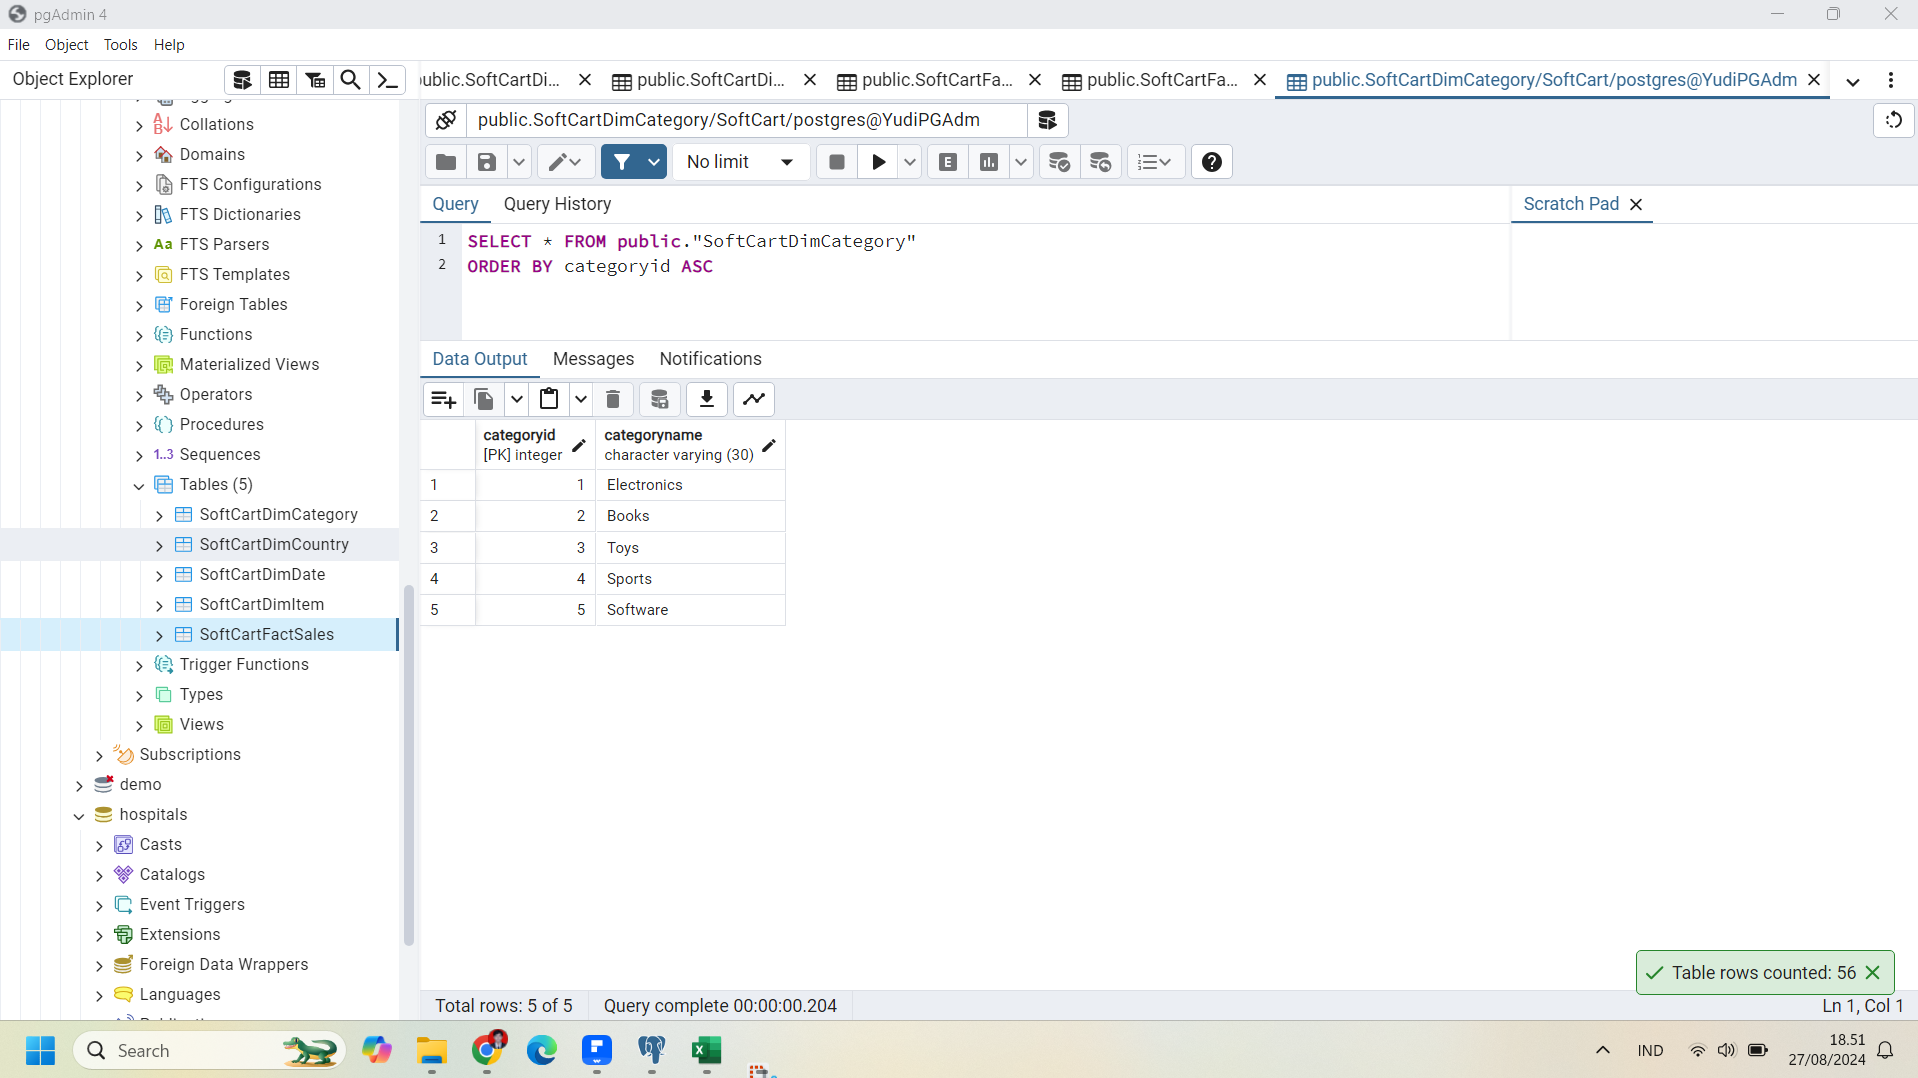 pgAdmin 4
File Object Tools Help
Object Explorer
ublic.SoftCartDi... public.SoftCartDi... public.SoftCartFa... public.SoftCartFa... public.SoftCartDimCategory/SoftCart/postgres@YudiPGAdm
public.SoftCartDimCategory/SoftCart/postgres@YudiPGAdm
No limit
E
Query Query History
Scratch Pad
1 SELECT * FROM public."SoftCartDimCategory"
2 ORDER BY categoryid ASC
Data Output Messages Notifications
categoryid categoryname
[PK] integer character varying (30)
1 1 Electronics
2 2 Books
3 3 Toys
4 4 Sports
5 5 Software
Collations
Domains
FTS Configurations
FTS Dictionaries
Aa FTS Parsers
FTS Templates
Foreign Tables
Functions
Materialized Views
Operators
Procedures
1..3 Sequences
Tables (5)
SoftCartDimCategory
SoftCartDimCountry
SoftCartDimDate
SoftCartDimItem
SoftCartFactSales
Trigger Functions
Types
Views
Subscriptions
demo
hospitals
Casts
Catalogs
Event Triggers
Extensions
Foreign Data Wrappers
Languages
Table rows counted: 56
Total rows: 5 of 5 Query complete 00:00:00.204 Ln 1, Col 1
Search
IND
18.51
27/08/2024